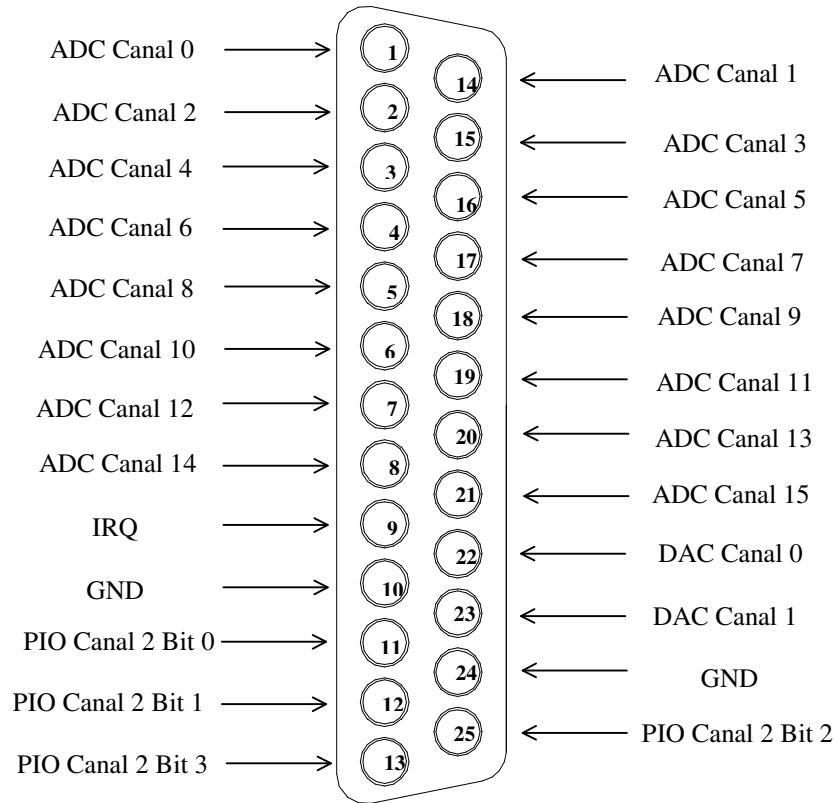 ADC Canal 0
1
14
ADC Canal 1
ADC Canal 2
2
15
ADC Canal 3
ADC Canal 4
3
16
ADC Canal 5
ADC Canal 6
4
17
ADC Canal 7
ADC Canal 8
5
18
ADC Canal 9
ADC Canal 10
6
19
ADC Canal 11
ADC Canal 12
7
20
ADC Canal 13
ADC Canal 14
8
21
ADC Canal 15
IRQ
9
22
DAC Canal 0
GND
10
23
DAC Canal 1
PIO Canal 2 Bit 0
11
24
GND
PIO Canal 2 Bit 1
12
25
PIO Canal 2 Bit 2
PIO Canal 2 Bit 3
13